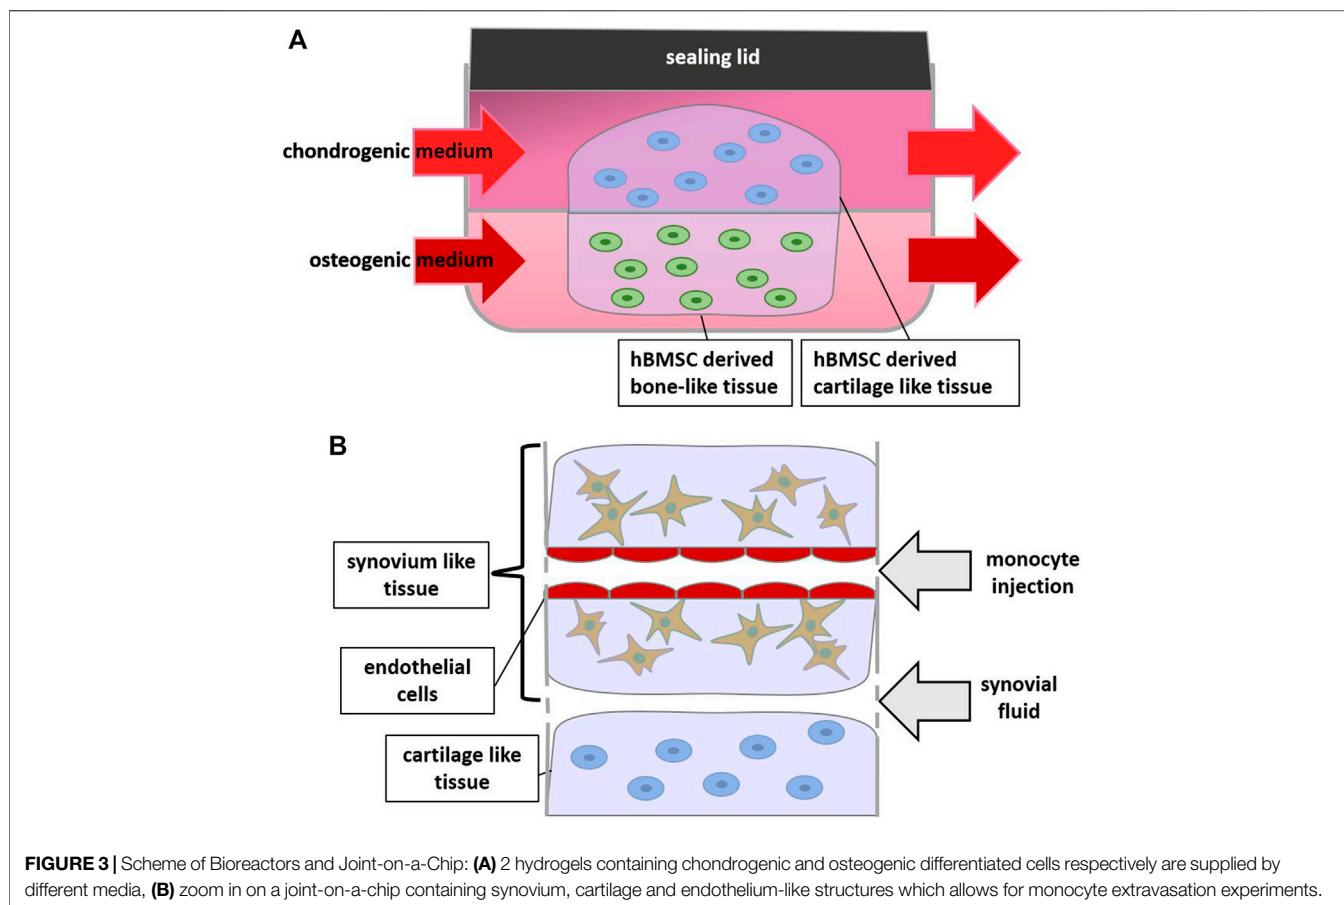 A
sealing lid
chondrogenic medium
osteogenic medium
hBMSC derived
bone-like tissue
hBMSC derived
cartilage like tissue
B
synovium like
tissue
monocyte
injection
endothelial
cells
synovial
fluid
cartilage like
tissue
FIGURE 3 | Scheme of Bioreactors and Joint-on-a-Chip: (A) 2 hydrogels containing chondrogenic and osteogenic differentiated cells respectively are supplied by
different media, (B) zoom in on a joint-on-a-chip containing synovium, cartilage and endothelium-like structures which allows for monocyte extravasation experiments.